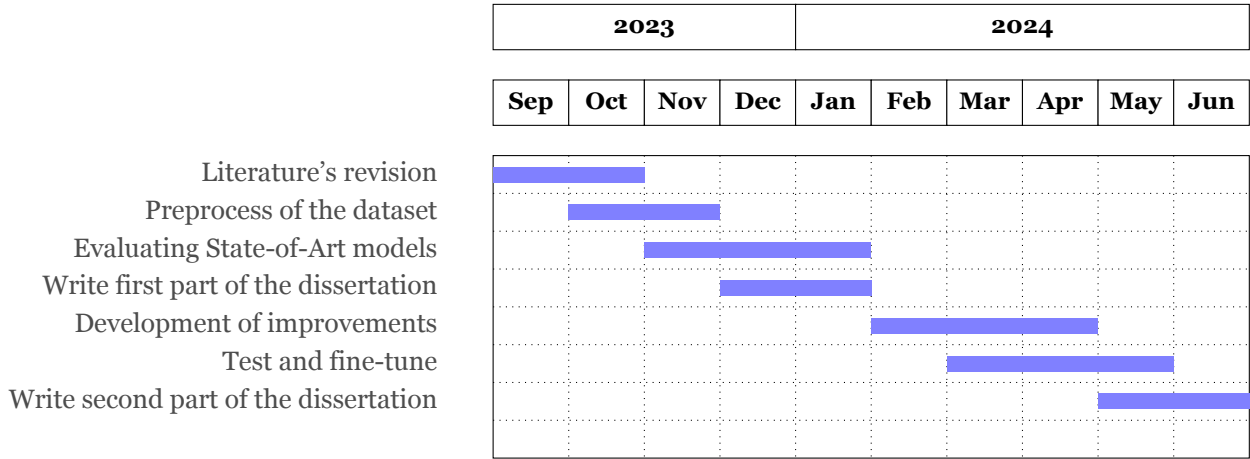 2023 2024
Sep Oct Nov Dec Jan Feb Mar Apr May Jun
Literature’s revision
Preprocess of the dataset
Evaluating State-of-Art models
Write first part of the dissertation
Development of improvements
Test and fine-tune
Write second part of the dissertation